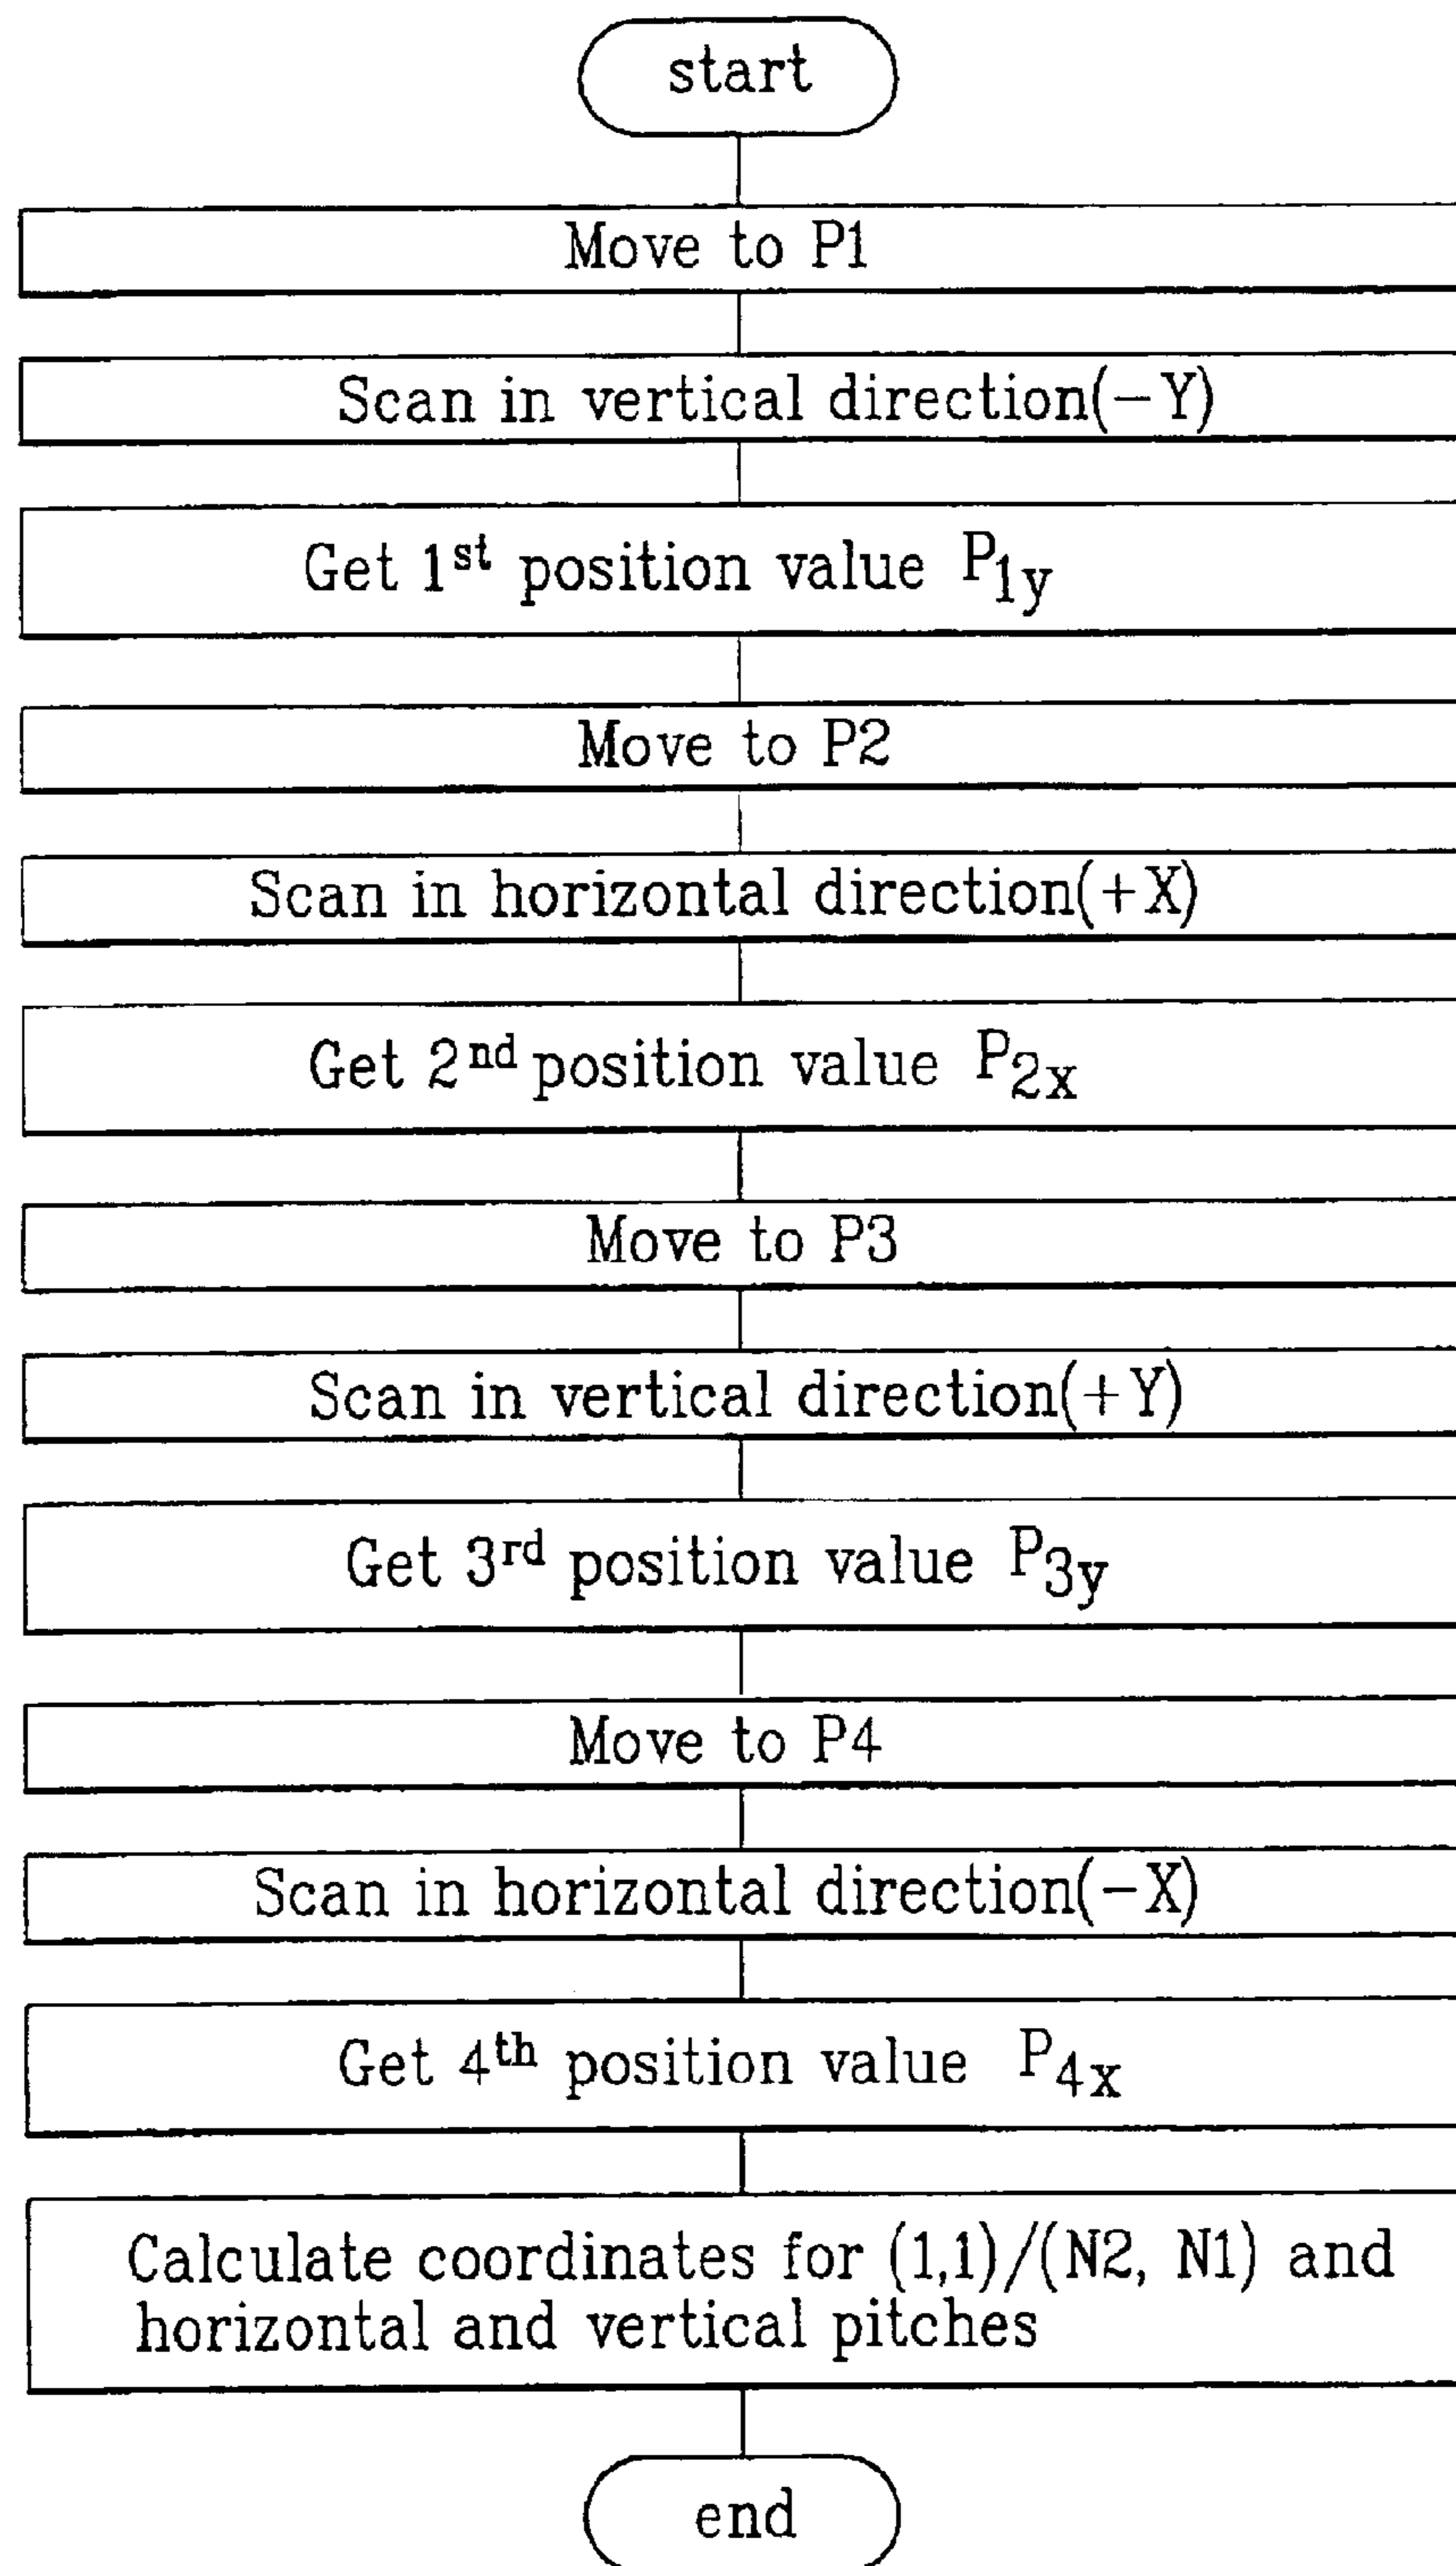 start
Move to P1
Scan in vertical direction(−Y)
Get 1st position value P1y
Move to P2
Scan in horizontal direction(+X)
Get 2nd position value P2x
Move to P3
Scan in vertical direction(+Y)
Get 3rd position value P3y
Move to P4
Scan in horizontal direction(−X)
Get 4th position value P4x
Calculate coordinates for (1,1)/(N2, N1) and
horizontal and vertical pitches
end